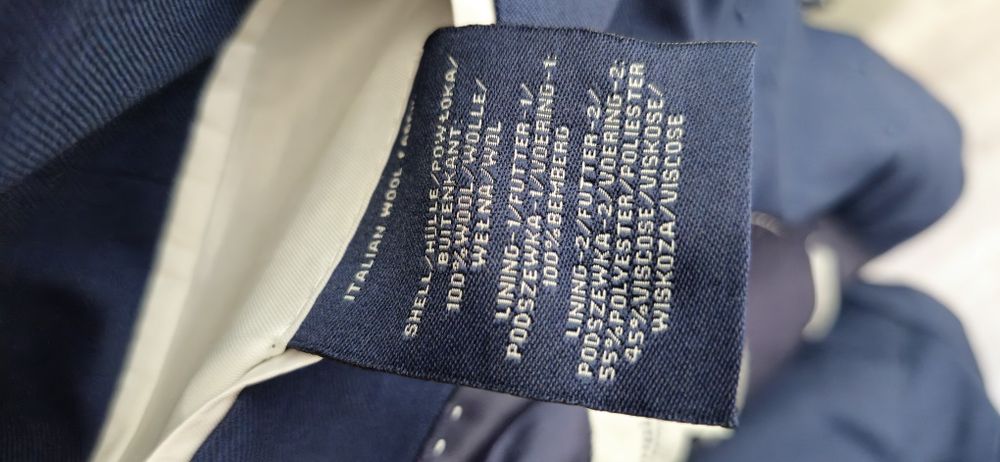 ITALIAN WOOL
SHELL/HULLE/POWŁOKA/
BUITENKANT
100%WOOL/WOLLE/
WEŁNA/WOL
LINING-1/FUTTER-1/
PODSZEWKA-1/VOERING-1:
100%BEMBERG
LINING-2/FUTTER-2/
PODSZEWKA-2/VOERING-2:
55%POLYESTER/POLIESTER
45%VISCOSE/VISKOSE/
WISKOZA/VISCOSE